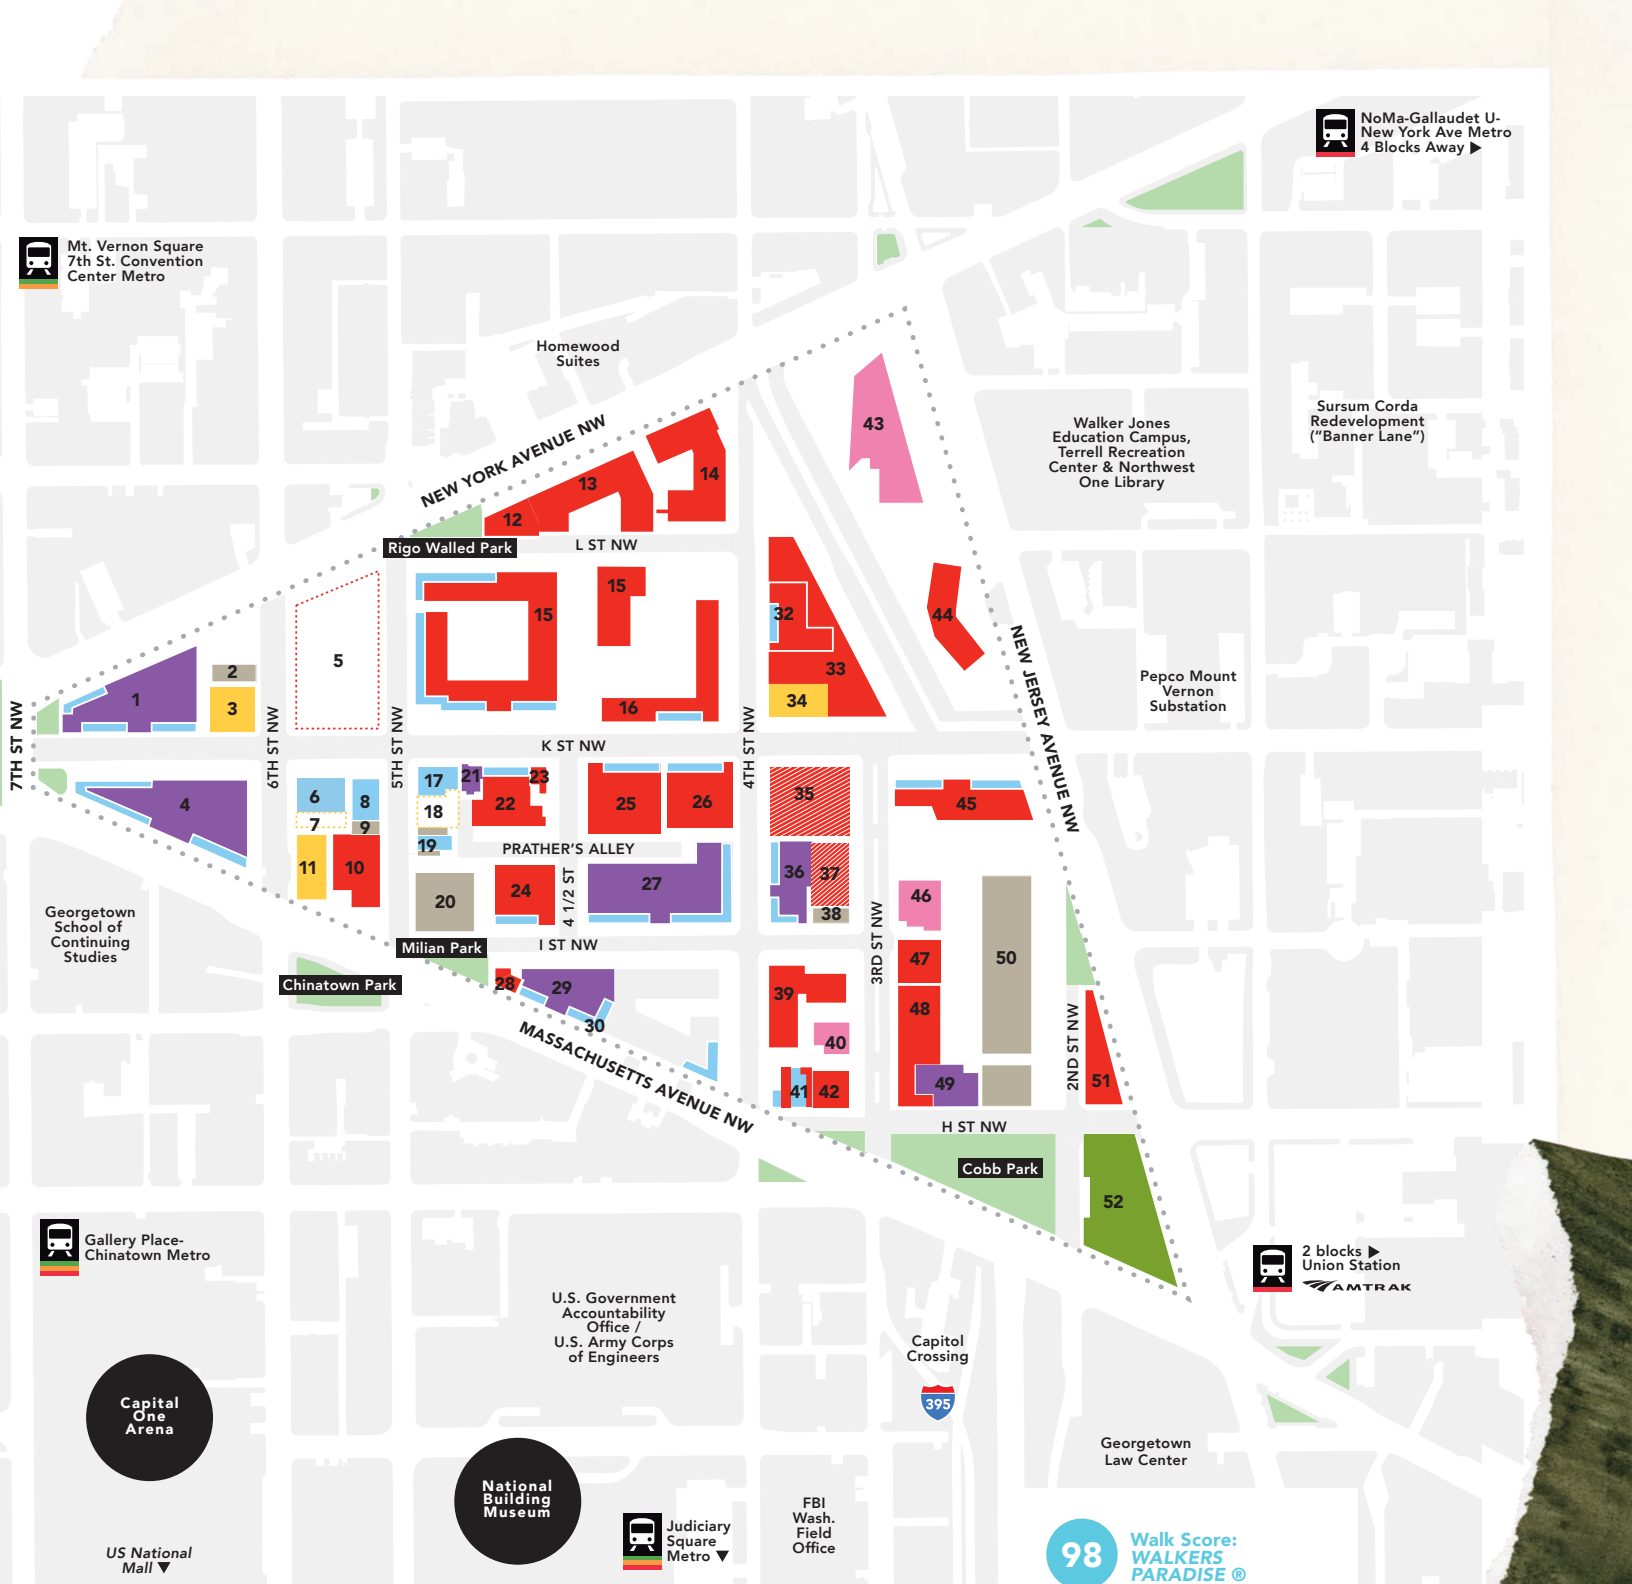 NoMa-Gallaudet U-
New York Ave Metro
4 Blocks Away ▶
Mt. Vernon Square
7th St. Convention
Center Metro
Homewood
Suites
Walker Jones
Education Campus,
Terrell Recreation
Center & Northwest
One Library
Sursum Corda
Redevelopment
(“Banner Lane”)
NEW YORK AVENUE NW
43
14
13
12
Rigo Walled Park
L ST NW
15
15
32
44
33
34
5
2
1
3
16
NEW JERSEY AVENUE NW
Pepco Mount
Vernon
Substation
7TH ST NW
6TH ST NW
5TH ST NW
4TH ST NW
K ST NW
4
6
7
8
9
11
10
17
18
19
21
22
23
25
26
35
45
PRATHER’S ALLEY
20
24
4 1/2 ST
27
36
37
38
46
50
3RD ST NW
47
48
Georgetown
School of
Continuing
Studies
Milian Park
I ST NW
Chinatown Park
28
29
30
39
40
41
42
49
2ND ST NW
51
MASSACHUSETTS AVENUE NW
H ST NW
Cobb Park
52
Gallery Place-
Chinatown Metro
2 blocks ▶
Union Station
AMTRAK
U.S. Government
Accountability
Office /
U.S. Army Corps
of Engineers
Capitol
Crossing
395
Capital
One
Arena
National
Building
Museum
Georgetown
Law Center
FBI
Wash.
Field
Office
Judiciary
Square
Metro ▼
US National
Mall ▼
98
Walk Score:
WALKERS
PARADISE ®